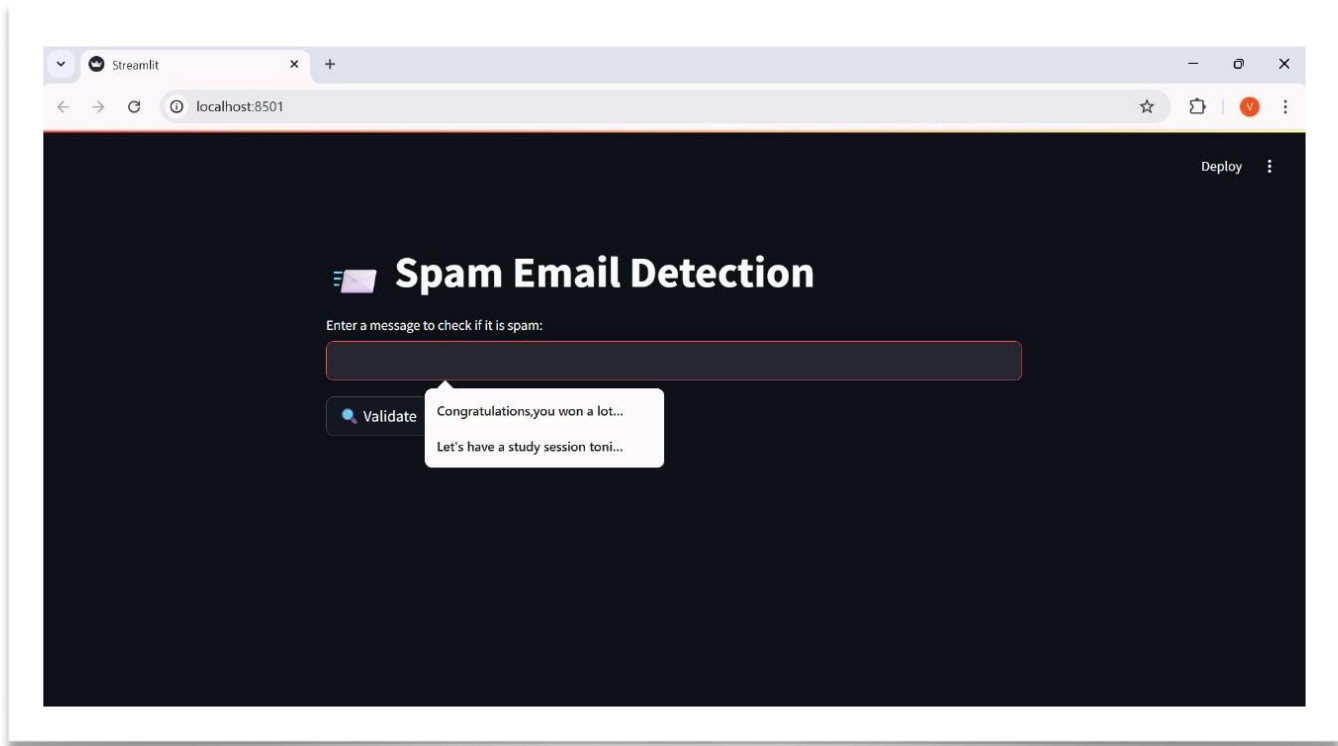 Streamlit
localhost:8501
V
Deploy
Spam Email Detection
Enter a message to check if it is spam:
Validate
Congratulations,you won a lot...
Let's have a study session toni...